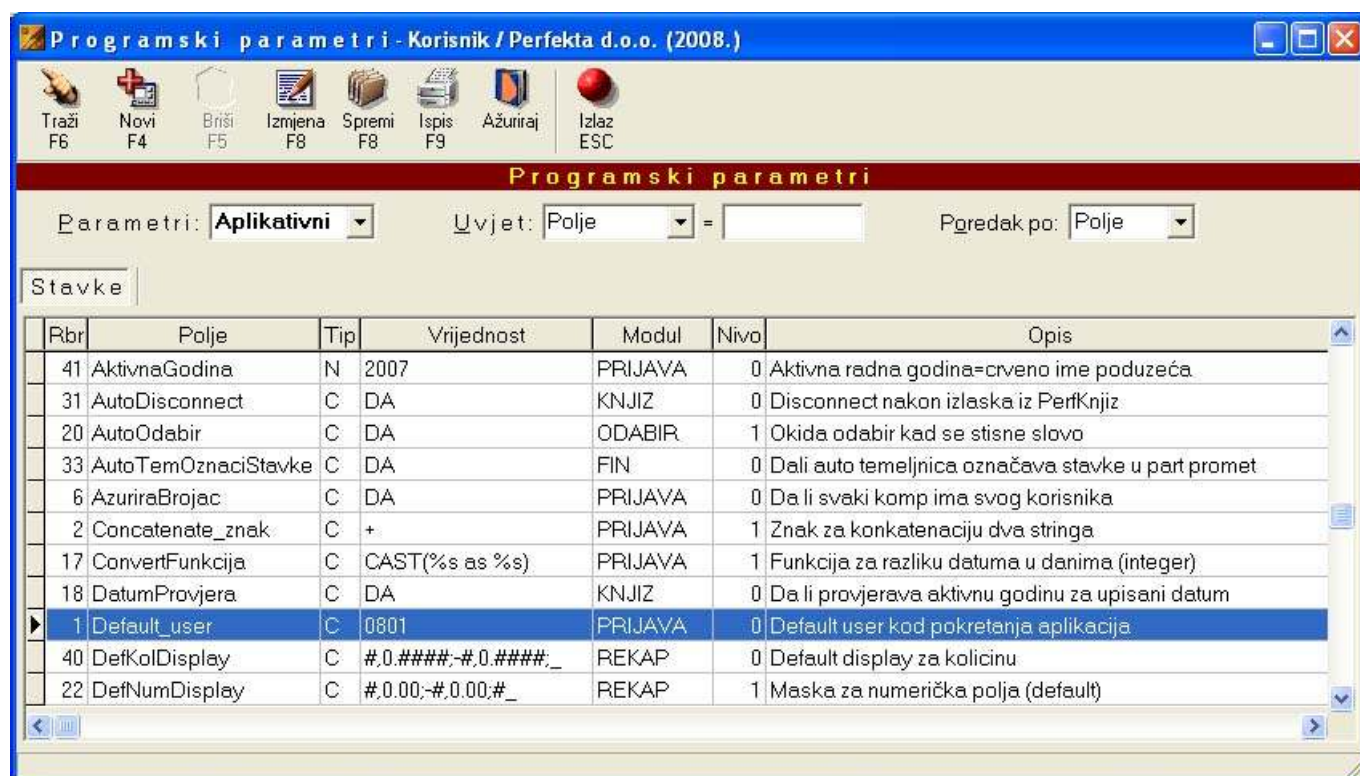 Programski parametri - Korisnik / Perfekta d.o.o. (2008.)
Traži Novi Briši Izmjena Spremi Ispis Ažuriraj Izlaz
F6 F4 F5 F8 F8 F9 ESC
Programski parametri
Parametri: Aplikativni Uvjet: Polje = Poredak po: Polje
Stavke
Rbr Polje Tip Vrijednost Modul Nivo Opis
41 AktivnaGodina N 2007 PRIJAVA 0 Aktivna radna godina=crveno ime poduzeća
31 AutoDisconnect C DA KNJIZ 0 Disconnect nakon izlaska iz PerfKnjiz
20 AutoOdabir C DA ODABIR 1 Okida odabir kad se stisne slovo
33 AutoTemOznaciStavke C DA FIN 0 Dali auto temeljnica označava stavke u part promet
6 AzuriraBrojac C DA PRIJAVA 0 Da li svaki komp ima svog korisnika
2 Concatenate_znak C + PRIJAVA 1 Znak za konkatenaciju dva stringa
17 ConvertFunkcija C CAST(%s as %s) PRIJAVA 1 Funkcija za razliku datuma u danima (integer)
18 DatumProvjera C DA KNJIZ 0 Da li provjerava aktivnu godinu za upisani datum
1 Default_user C 0801 PRIJAVA 0 Default user kod pokretanja aplikacija
40 DefKolDisplay C #,0.####;-#,0.####;_ REKAP 0 Default display za kolicinu
22 DefNumDisplay C #,0.00;-#,0.00;#_ REKAP 1 Maska za numerička polja (default)